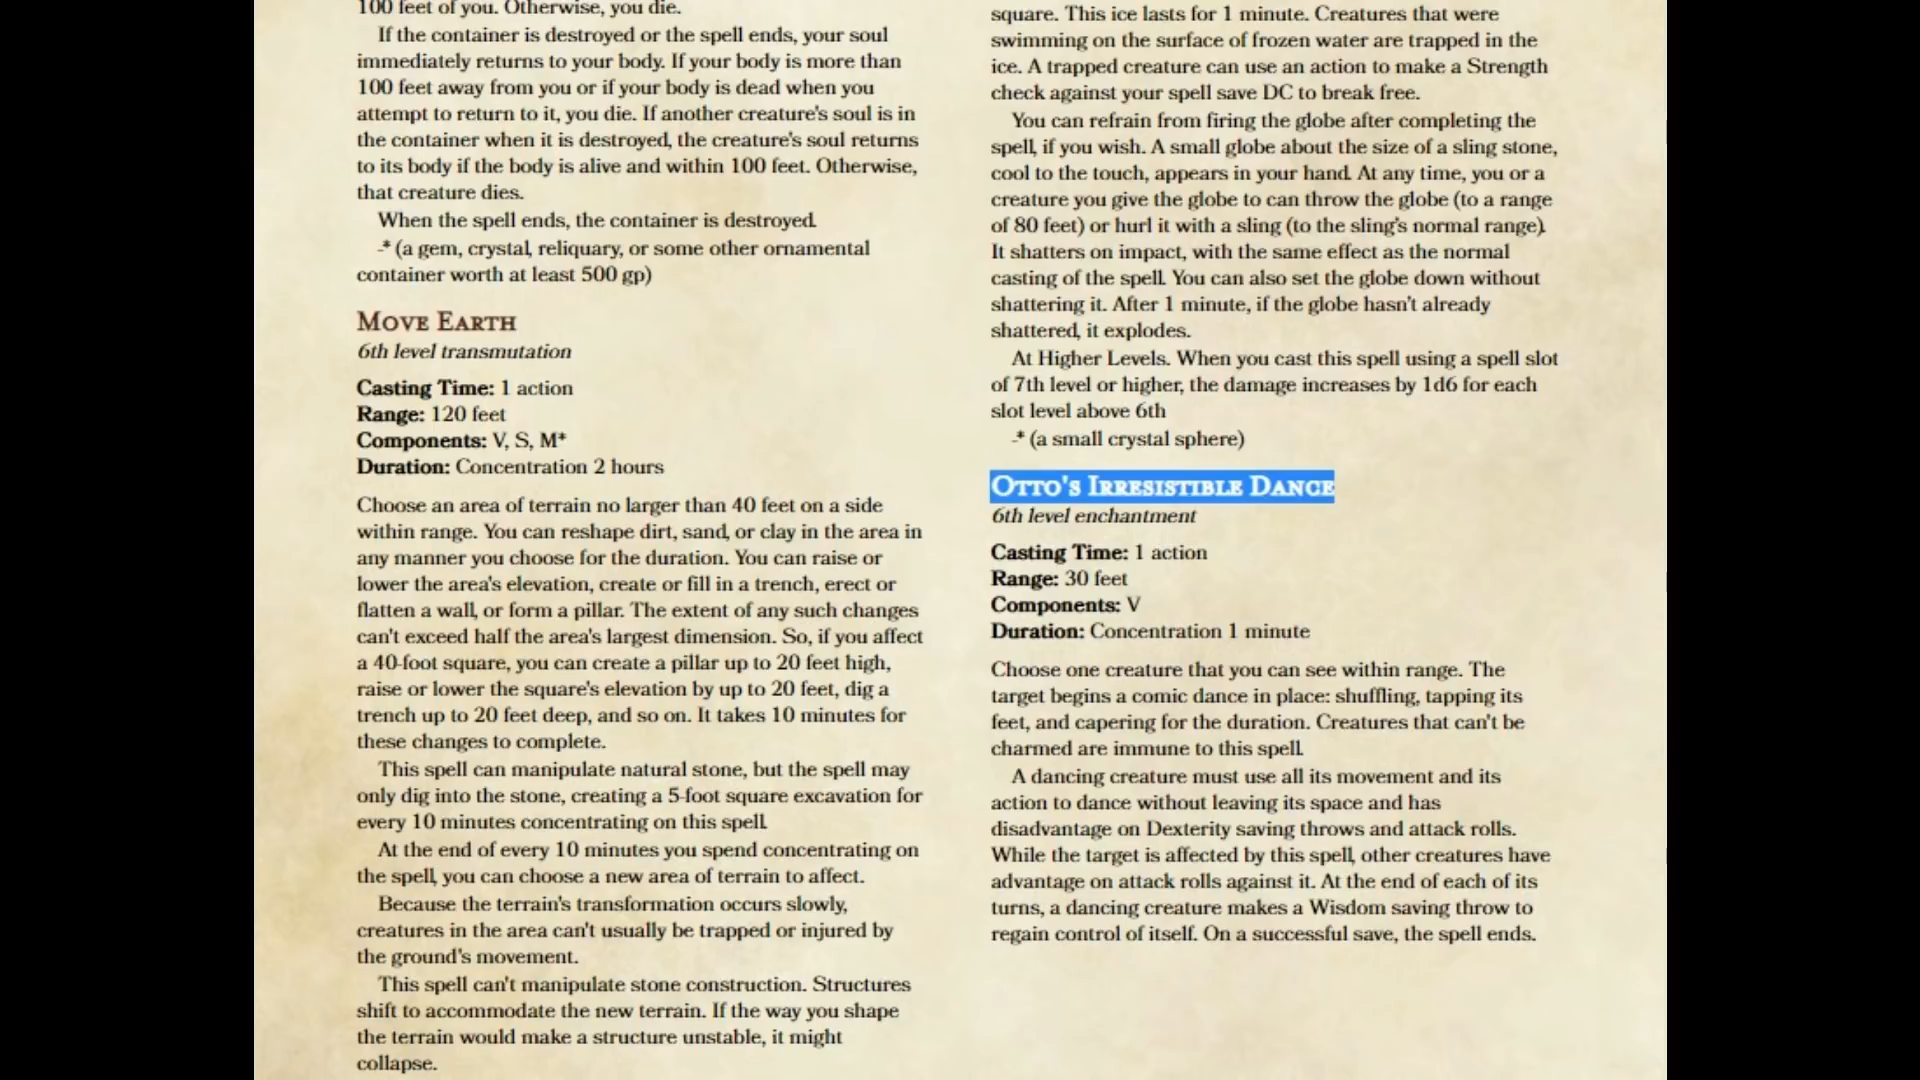 100 feet of you. Otherwise, you die.
If the container is destroyed or the spell ends, your soul
immediately returns to your body. If your body is more than
100 feet away from you or if your body is dead when you
attempt to return to it, you die. If another creature's soul is in
the container when it is destroyed, the creature's soul returns
to its body if the body is alive and within 100 feet. Otherwise,
that creature dies.
When the spell ends, the container is destroyed.
-* (a gem, crystal, reliquary, or some other ornamental
container worth at least 500 gp)
Move Earth
6th level transmutation
Casting Time: 1 action
Range: 120 feet
Components: V, S, M*
Duration: Concentration 2 hours
Choose an area of terrain no larger than 40 feet on a side
within range. You can reshape dirt, sand, or clay in the area in
any manner you choose for the duration. You can raise or
lower the area's elevation, create or fill in a trench, erect or
flatten a wall, or form a pillar. The extent of any such changes
can't exceed half the area's largest dimension. So, if you affect
a 40-foot square, you can create a pillar up to 20 feet high,
raise or lower the square's elevation by up to 20 feet, dig a
trench up to 20 feet deep, and so on. It takes 10 minutes for
these changes to complete.
This spell can manipulate natural stone, but the spell may
only dig into the stone, creating a 5-foot square excavation for
every 10 minutes concentrating on this spell.
At the end of every 10 minutes you spend concentrating on
the spell, you can choose a new area of terrain to affect.
Because the terrain's transformation occurs slowly,
creatures in the area can't usually be trapped or injured by
the ground's movement.
This spell can't manipulate stone construction. Structures
shift to accommodate the new terrain. If the way you shape
the terrain would make a structure unstable, it might
collapse.
square. This ice lasts for 1 minute. Creatures that were
swimming on the surface of frozen water are trapped in the
ice. A trapped creature can use an action to make a Strength
check against your spell save DC to break free.
You can refrain from firing the globe after completing the
spell, if you wish. A small globe about the size of a sling stone,
cool to the touch, appears in your hand. At any time, you or a
creature you give the globe to can throw the globe (to a range
of 80 feet) or hurl it with a sling (to the sling's normal range).
It shatters on impact, with the same effect as the normal
casting of the spell. You can also set the globe down without
shattering it. After 1 minute, if the globe hasn't already
shattered, it explodes.
At Higher Levels. When you cast this spell using a spell slot
of 7th level or higher, the damage increases by 1d6 for each
slot level above 6th
-* (a small crystal sphere)
Otto's Irresistible Dance
6th level enchantment
Casting Time: 1 action
Range: 30 feet
Components: V
Duration: Concentration 1 minute
Choose one creature that you can see within range. The
target begins a comic dance in place: shuffling, tapping its
feet, and capering for the duration. Creatures that can't be
charmed are immune to this spell.
A dancing creature must use all its movement and its
action to dance without leaving its space and has
disadvantage on Dexterity saving throws and attack rolls.
While the target is affected by this spell, other creatures have
advantage on attack rolls against it. At the end of each of its
turns, a dancing creature makes a Wisdom saving throw to
regain control of itself. On a successful save, the spell ends.